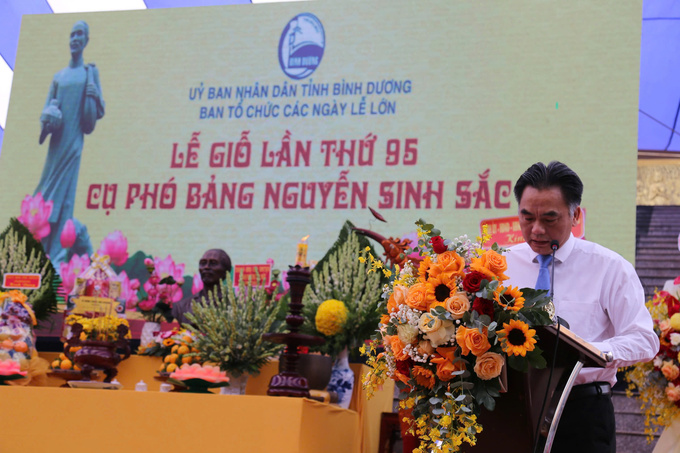 BÌNH DƯƠNG
UỶ BAN NHÂN DÂN TỈNH BÌNH DƯƠNG
BAN TỔ CHỨC CÁC NGÀY LỄ LỚN
LỄ GIỖ LẦN THỨ 95
CỤ PHÓ BẢNG NGUYỄN SINH SẮC